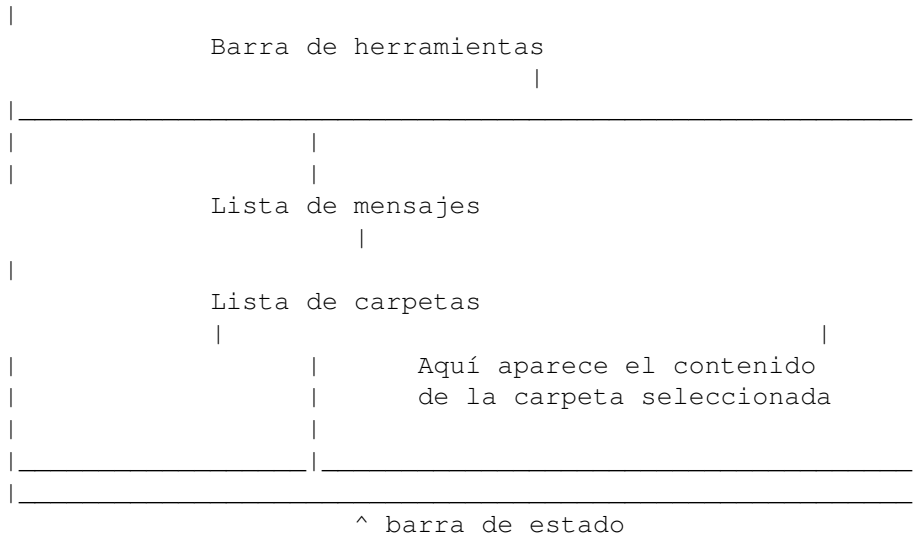 Barra de herramientas
Lista de mensajes
Lista de carpetas
Aquí aparece el contenido
de la carpeta seleccionada
^ barra de estado